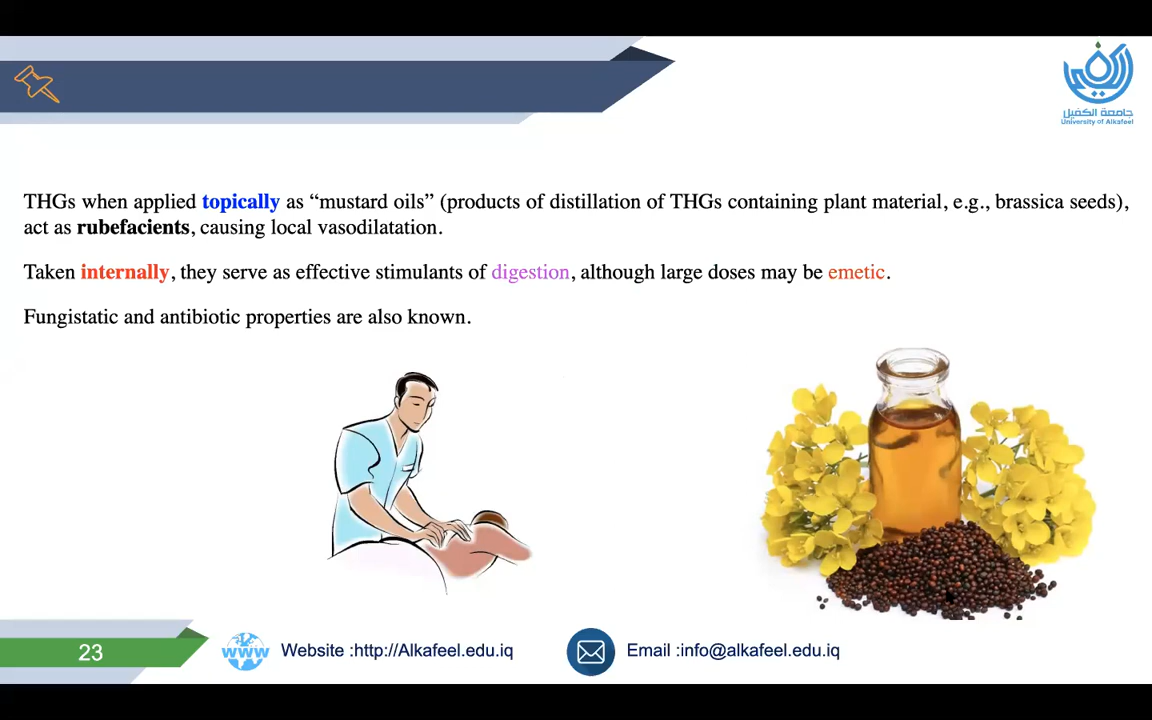 جامعة الكفيل
University of Alkafeel
THGs when applied topically as “mustard oils” (products of distillation of THGs containing plant material, e.g., brassica seeds),
act as rubefacients, causing local vasodilatation.
Taken internally, they serve as effective stimulants of digestion, although large doses may be emetic.
Fungistatic and antibiotic properties are also known.
23
www
Website :http://Alkafeel.edu.iq
Email :info@alkafeel.edu.iq